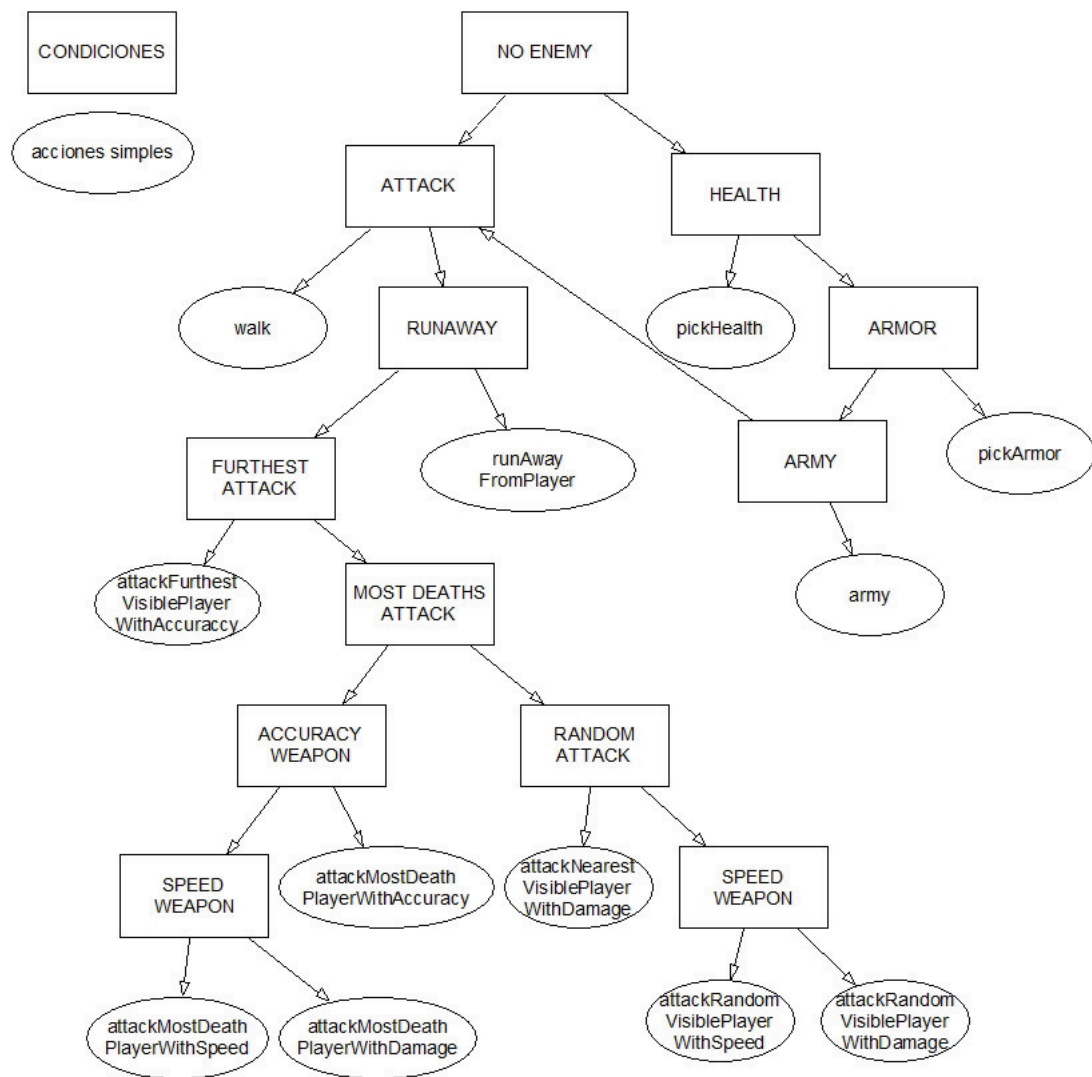 CONDICIONES
NO ENEMY
acciones simples
ATTACK
HEALTH
walk
RUNAWAY
pickHealth
ARMOR
FURTHEST
ATTACK
runAway
FromPlayer
ARMY
pickArmor
attackFurthest
VisiblePlayer
WithAccuraccy
MOST DEATHS
ATTACK
army
ACCURACY
WEAPON
RANDOM
ATTACK
SPEED
WEAPON
attackMostDeath
PlayerWithAccuracy
attackNearest
VisiblePlayer
WithDamage
SPEED
WEAPON
attackMostDeath
PlayerWithSpeed
attackMostDeath
PlayerWithDamage
attackRandom
VisiblePlayer
WithSpeed
attackRandom
VisiblePlayer
WithDamage